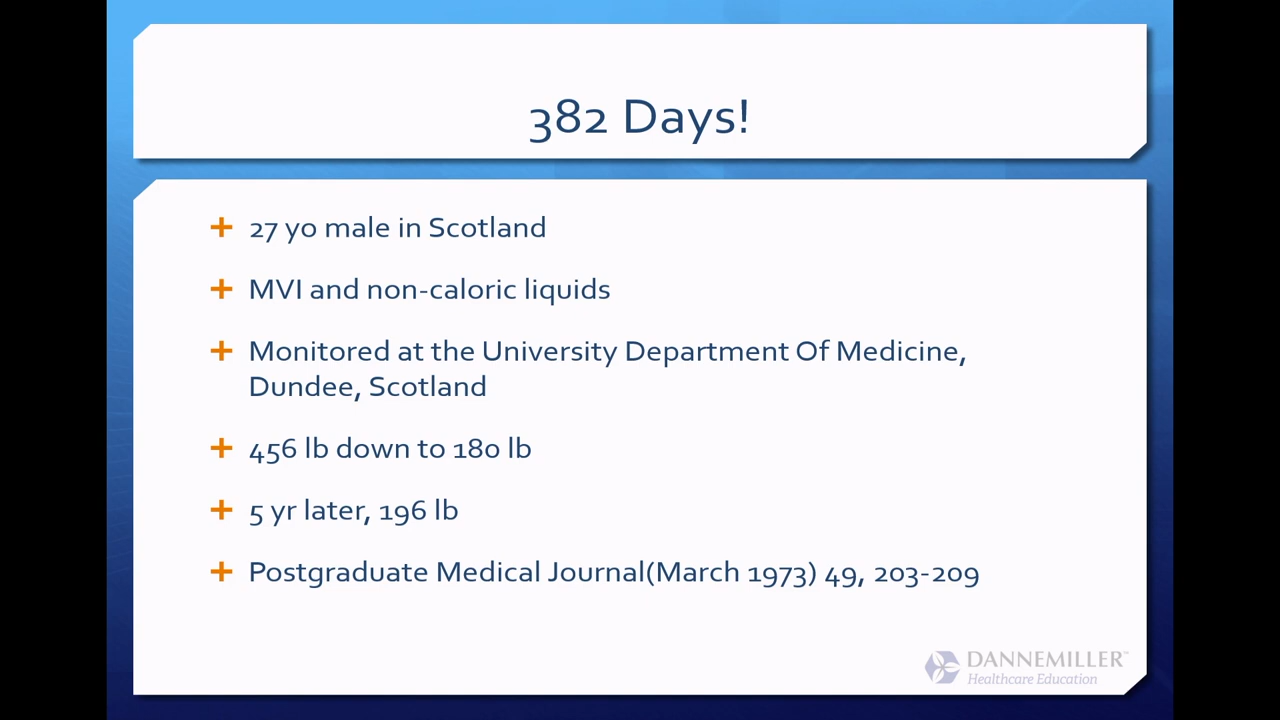 382 Days!
27 yo male in Scotland
MVI and non-caloric liquids
Monitored at the University Department Of Medicine,
Dundee, Scotland
456 lb down to 180 lb
5 yr later, 196 lb
Postgraduate Medical Journal(March 1973) 49, 203-209
DANNEMILLER™
Healthcare Education